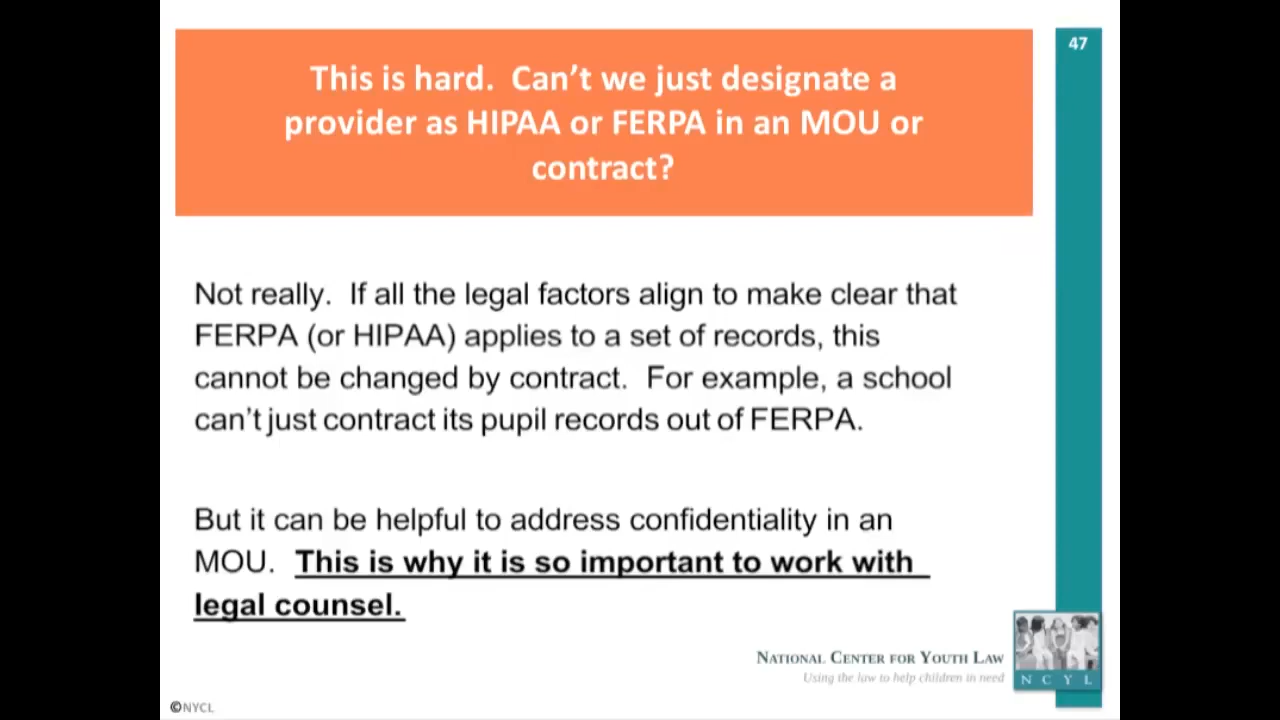 47
This is hard.  Can't we just designate a
provider as HIPAA or FERPA in an MOU or
contract?
Not really.  If all the legal factors align to make clear that
FERPA (or HIPAA) applies to a set of records, this
cannot be changed by contract.  For example, a school
can't just contract its pupil records out of FERPA.
But it can be helpful to address confidentiality in an
MOU.  This is why it is so important to work with
legal counsel.
NATIONAL CENTER FOR YOUTH LAW
Using the law to help children in need
N C Y L
©NYCL